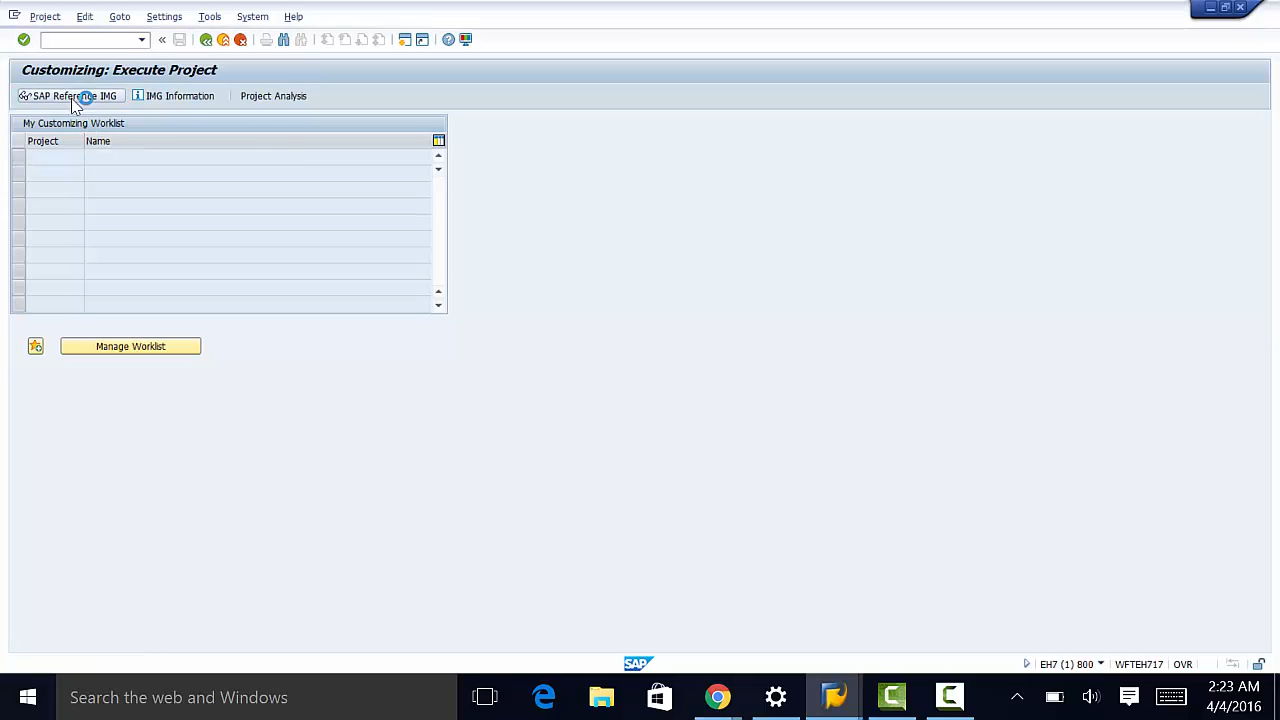 Project Edit Goto Settings Tools System Help
Customizing: Execute Project
SAP Reference IMG IMG Information Project Analysis
My Customizing Worklist
Project Name
Manage Worklist
SAP EH7 (1) 800 WFTEH717 OVR
Search the web and Windows
2:23 AM
4/4/2016